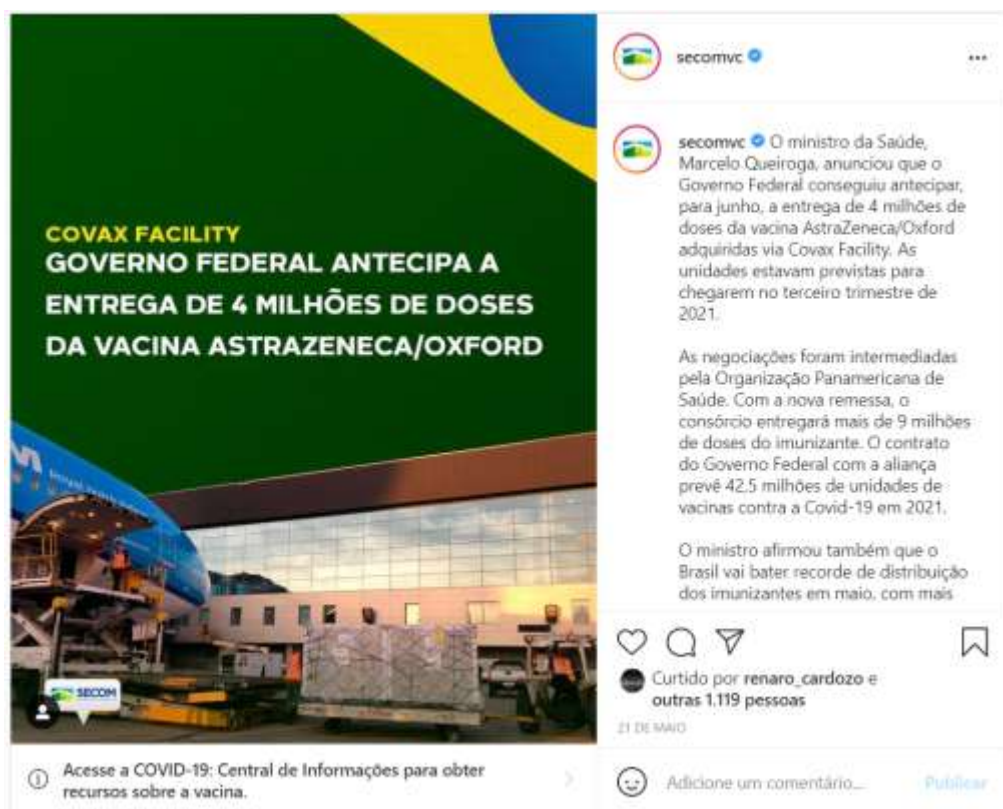 COVAX FACILITY
GOVERNO FEDERAL ANTECIPA A
ENTREGA DE 4 MILHÕES DE DOSES
DA VACINA ASTRAZENECA/OXFORD
SECOM
Acesse a COVID-19: Central de Informações para obter
recursos sobre a vacina.
secomvc
secomvc O ministro da Saúde,
Marcelo Queiroga, anunciou que o
Governo Federal conseguiu antecipar,
para junho, a entrega de 4 milhões de
doses da vacina AstraZeneca/Oxford
adquiridas via Covax Facility. As
unidades estavam previstas para
chegarem no terceiro trimestre de
2021.
As negociações foram intermediadas
pela Organização Panamericana de
Saúde. Com a nova remessa, o
consórcio entregará mais de 9 milhões
de doses do imunizante. O contrato
do Governo Federal com a aliança
prevê 42,5 milhões de unidades de
vacinas contra a Covid-19 em 2021.
O ministro afirmou também que o
Brasil vai bater recorde de distribuição
dos imunizantes em maio, com mais
Curtido por renaro_cardozo e
outras 1.119 pessoas
21 DE MAIO
Adicione um comentário... Publicar